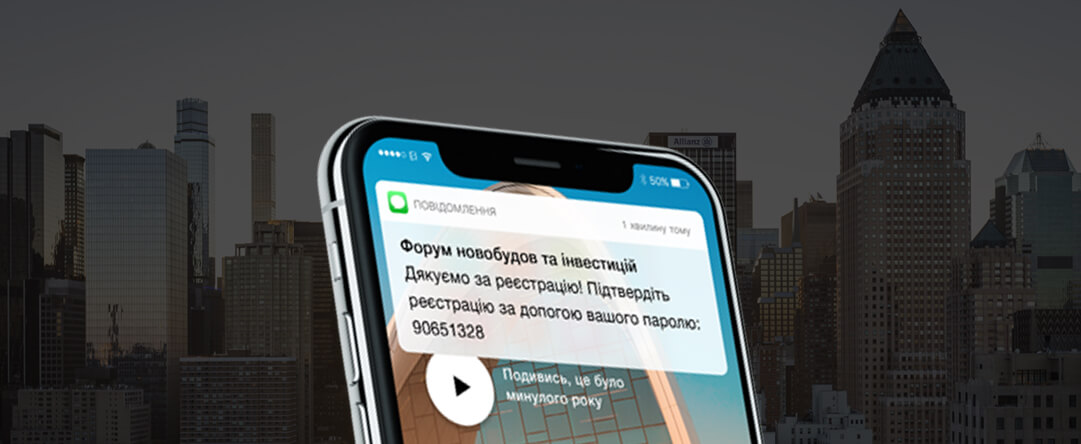 Allianz
50%
ПОВІДОМЛЕННЯ
1 хвилину тому
Форум новобудов та інвестицій
Дякуємо за реєстрацію! Підтвердіть
реєстрацію за допогою вашого паролю:
90651328
Подивись, це було
минулого року